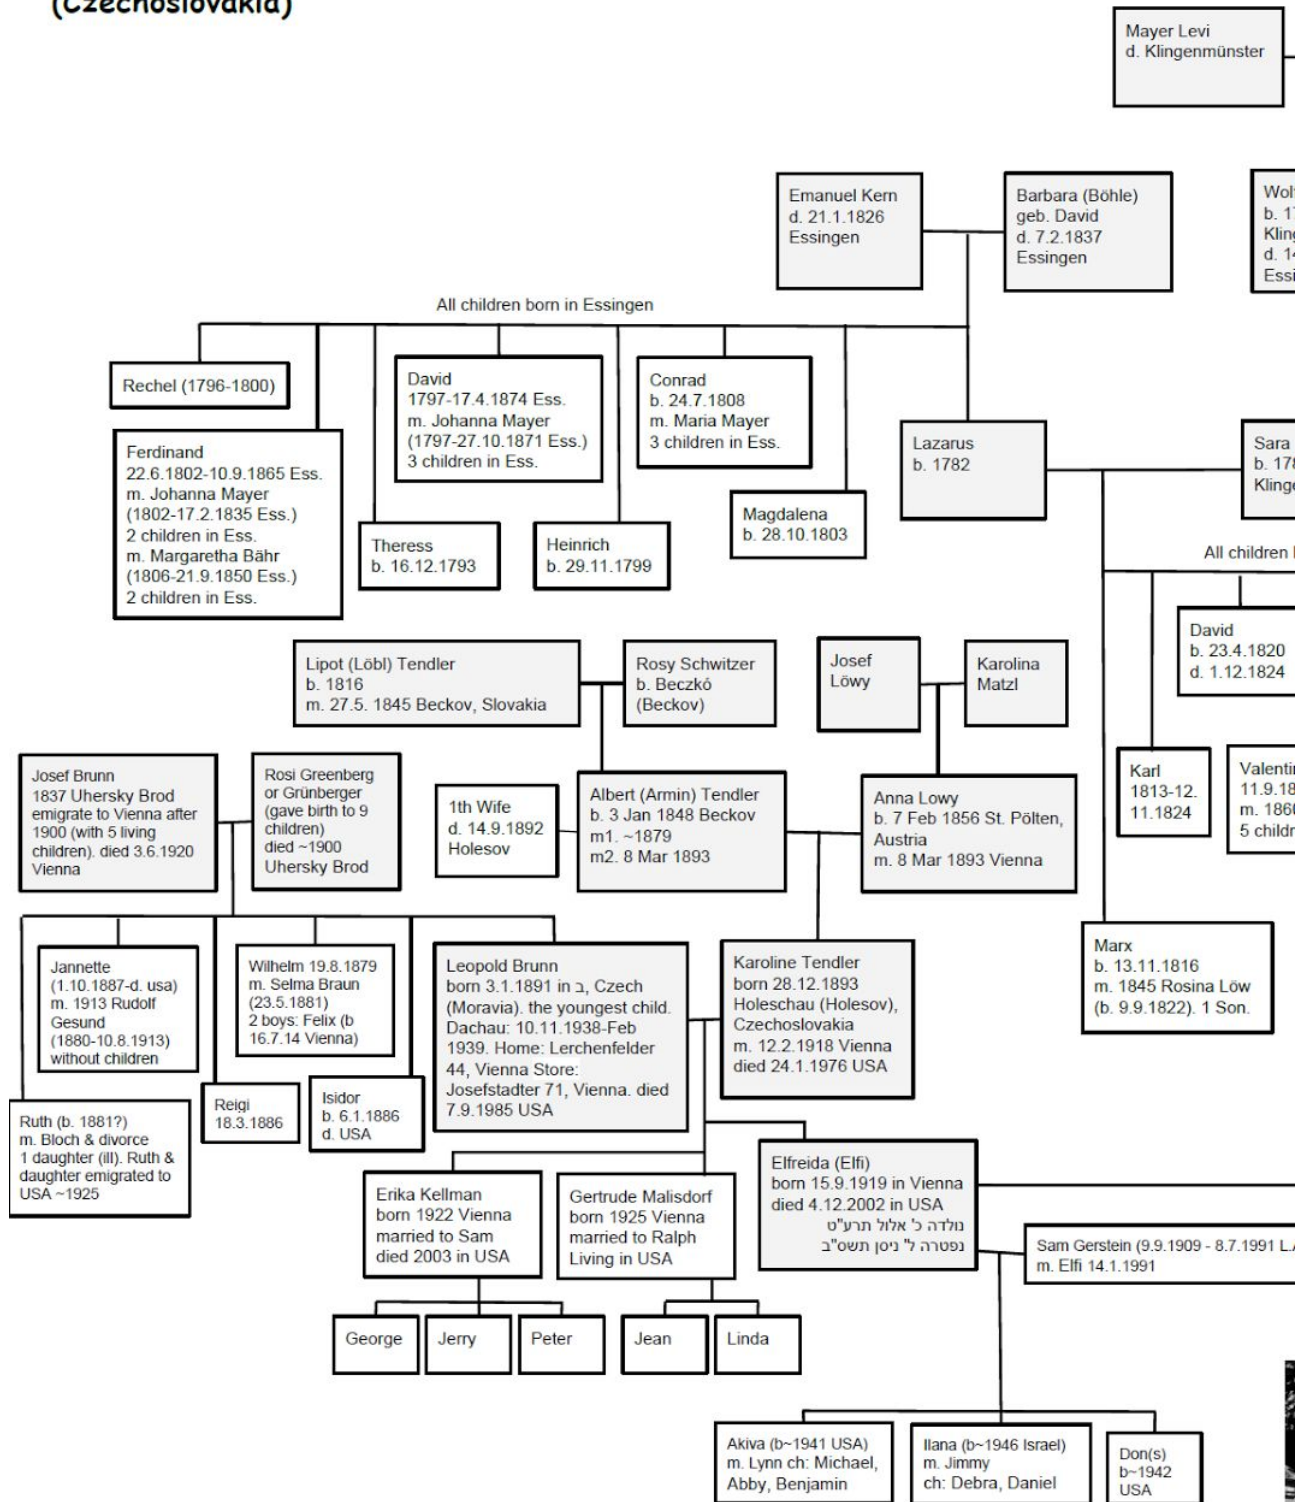 (Czechoslovakia)
Mayer Levi
d. Klingenmünster
Emanuel Kern
d. 21.1.1826
Essingen
Barbara (Böhle)
geb. David
d. 7.2.1837
Essingen
Wol
b. 17
Kling
d. 14
Essi
All children born in Essingen
Rechel (1796-1800)
Ferdinand
22.6.1802-10.9.1865 Ess.
m. Johanna Mayer
(1802-17.2.1835 Ess.)
2 children in Ess.
m. Margaretha Bähr
(1806-21.9.1850 Ess.)
2 children in Ess.
Theress
b. 16.12.1793
David
1797-17.4.1874 Ess.
m. Johanna Mayer
(1797-27.10.1871 Ess.)
3 children in Ess.
Heinrich
b. 29.11.1799
Conrad
b. 24.7.1808
m. Maria Mayer
3 children in Ess.
Magdalena
b. 28.10.1803
Lazarus
b. 1782
Sara
b. 178
Klinge
All children
David
b. 23.4.1820
d. 1.12.1824
Karl
1813-12.
11.1824
Valentin
11.9.18
m. 1860
5 childr
Marx
b. 13.11.1816
m. 1845 Rosina Löw
(b. 9.9.1822). 1 Son.
Lipot (Löbl) Tendler
b. 1816
m. 27.5. 1845 Beckov, Slovakia
Rosy Schwitzer
b. Beczkó
(Beckov)
Josef
Löwy
Karolina
Matzl
Josef Brunn
1837 Uhersky Brod
emigrate to Vienna after
1900 (with 5 living
children). died 3.6.1920
Vienna
Rosi Greenberg
or Grünberger
(gave birth to 9
children)
died ~1900
Uhersky Brod
1th Wife
d. 14.9.1892
Holesov
Albert (Armin) Tendler
b. 3 Jan 1848 Beckov
m1. ~1879
m2. 8 Mar 1893
Anna Lowy
b. 7 Feb 1856 St. Pölten,
Austria
m. 8 Mar 1893 Vienna
Jannette
(1.10.1887-d. usa)
m. 1913 Rudolf
Gesund
(1880-10.8.1913)
without children
Wilhelm 19.8.1879
m. Selma Braun
(23.5.1881)
2 boys: Felix (b
16.7.14 Vienna)
Leopold Brunn
born 3.1.1891 in ב, Czech
(Moravia). the youngest child.
Dachau: 10.11.1938-Feb
1939. Home: Lerchenfelder
44, Vienna Store:
Josefstadter 71, Vienna. died
7.9.1985 USA
Karoline Tendler
born 28.12.1893
Holeschau (Holesov),
Czechoslovakia
m. 12.2.1918 Vienna
died 24.1.1976 USA
Ruth (b. 1881?)
m. Bloch & divorce
1 daughter (ill). Ruth &
daughter emigrated to
USA ~1925
Reigi
18.3.1886
Isidor
b. 6.1.1886
d. USA
Erika Kellman
born 1922 Vienna
married to Sam
died 2003 in USA
Gertrude Malisdorf
born 1925 Vienna
married to Ralph
Living in USA
Elfreida (Elfi)
born 15.9.1919 in Vienna
died 4.12.2002 in USA
נולדה כ' אלול תרע"ט
נפטרה ל' ניסן תשס"ב
Sam Gerstein (9.9.1909 - 8.7.1991 L.A
m. Elfi 14.1.1991
George
Jerry
Peter
Jean
Linda
Akiva (b~1941 USA)
m. Lynn ch: Michael,
Abby, Benjamin
Ilana (b~1946 Israel)
m. Jimmy
ch: Debra, Daniel
Don(s)
b~1942
USA